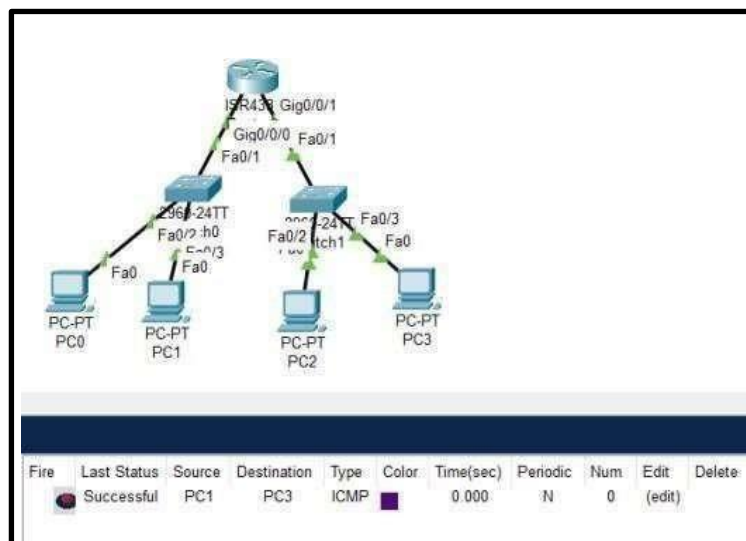 Gig0/0/1
Gig0/0/0
Fa0/1
Fa0/1
Fa0/2
Fa0/3
Fa0
Fa0
Fa0/2
Fa0/3
Fa0
PC-PT
PC0
PC-PT
PC1
PC-PT
PC2
PC-PT
PC3
Fire Last Status Source Destination Type Color Time(sec) Periodic Num Edit Delete
Successful PC1 PC3 ICMP 0.000 N 0 (edit)